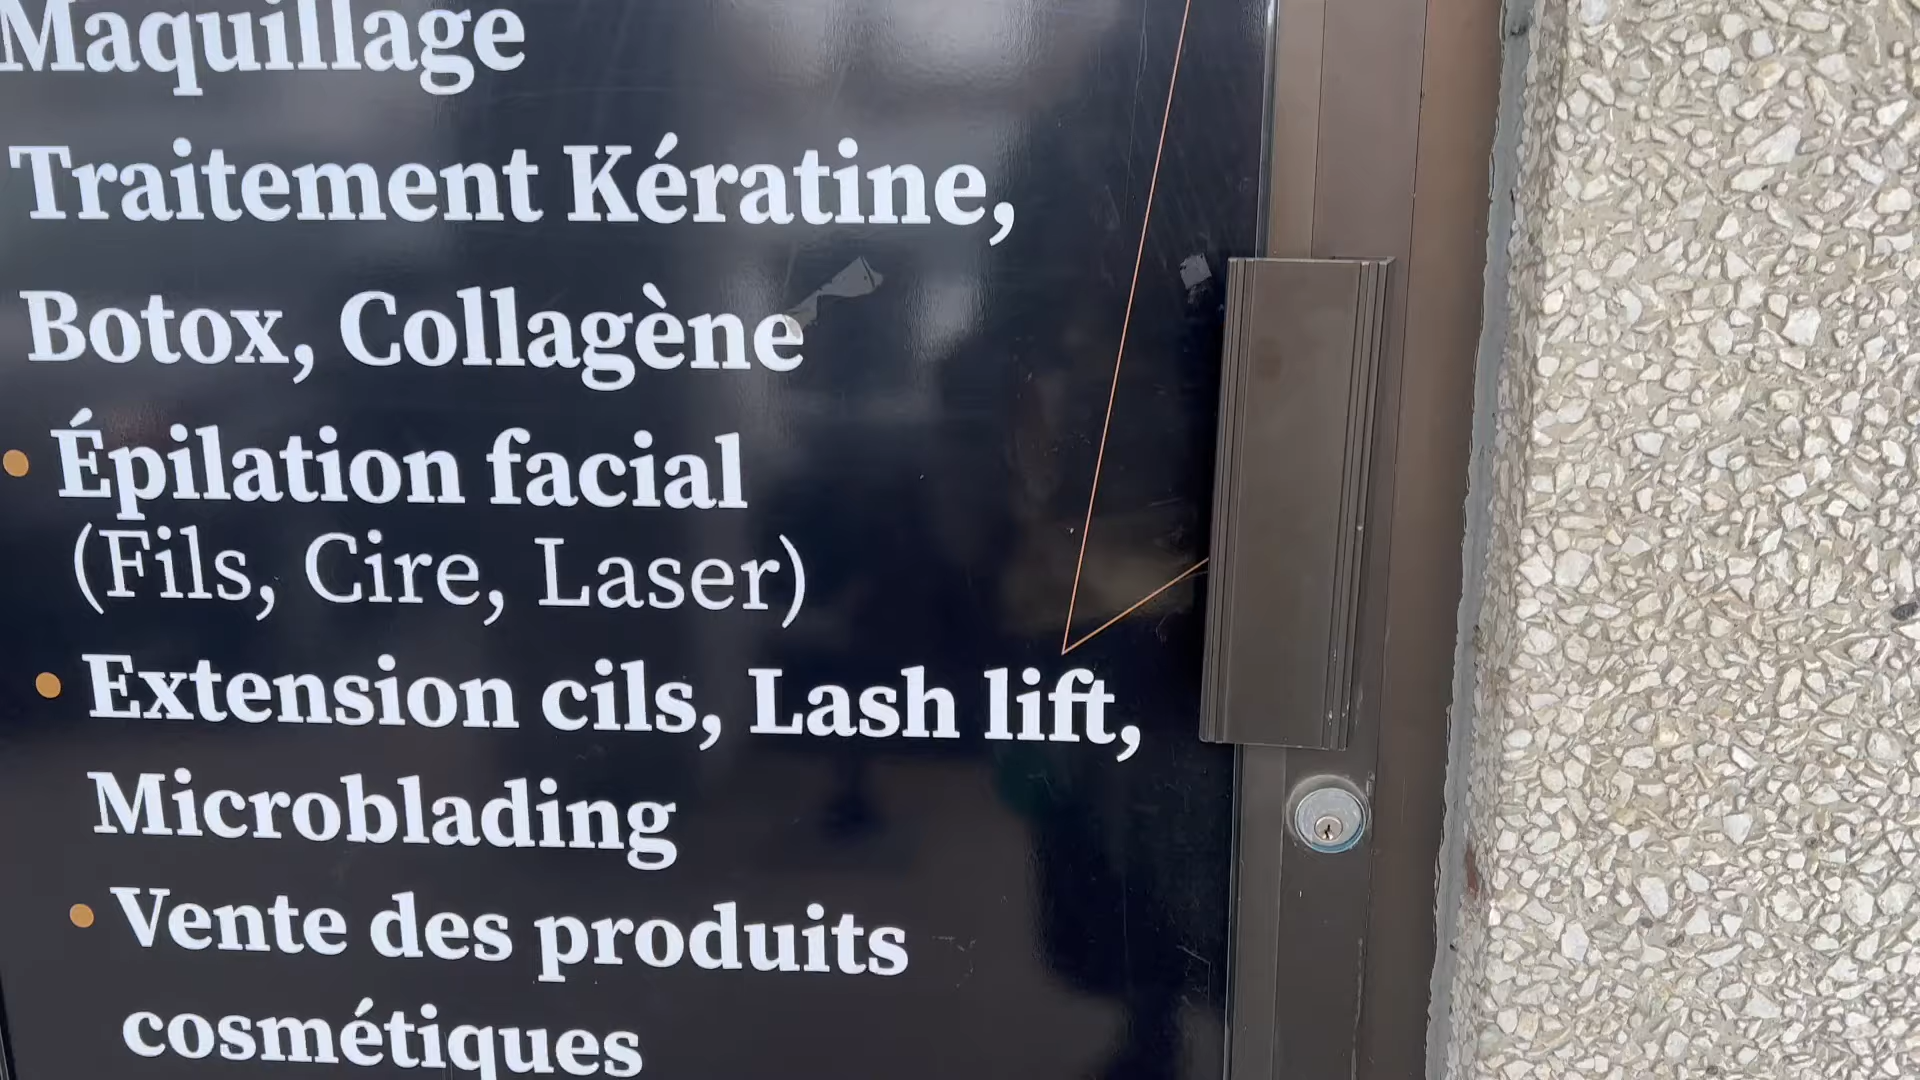 Maquillage
Traitement Kératine,
Botox, Collagène
• Épilation facial
(Fils, Cire, Laser)
• Extension cils, Lash lift,
Microblading
• Vente des produits
cosmétiques